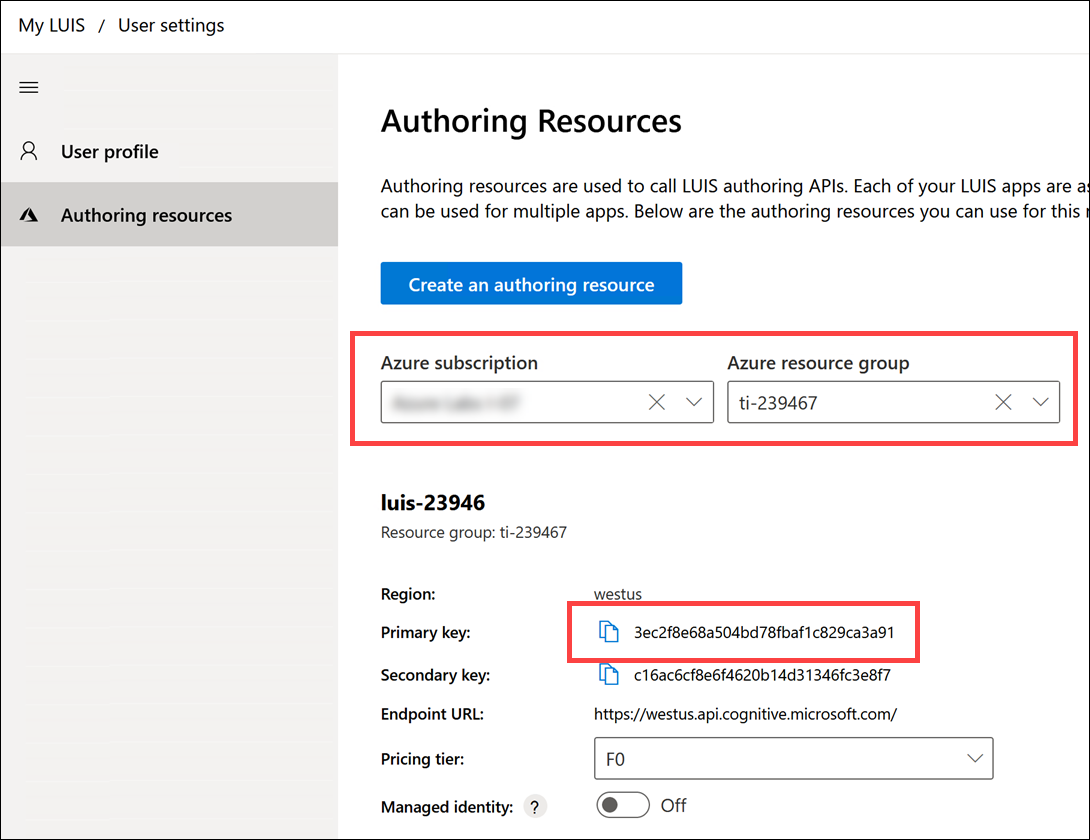 My LUIS / User settings
User profile
Authoring resources
Authoring Resources
Authoring resources are used to call LUIS authoring APIs. Each of your LUIS apps are as
can be used for multiple apps. Below are the authoring resources you can use for this r
Create an authoring resource
Azure subscription
Azure resource group
ti-239467
luis-23946
Resource group: ti-239467
Region: westus
Primary key: 3ec2f8e68a504bd78fbaf1c829ca3a91
Secondary key: c16ac6cf8e6f4620b14d31346fc3e8f7
Endpoint URL: https://westus.api.cognitive.microsoft.com/
Pricing tier: F0
Managed identity: ? Off